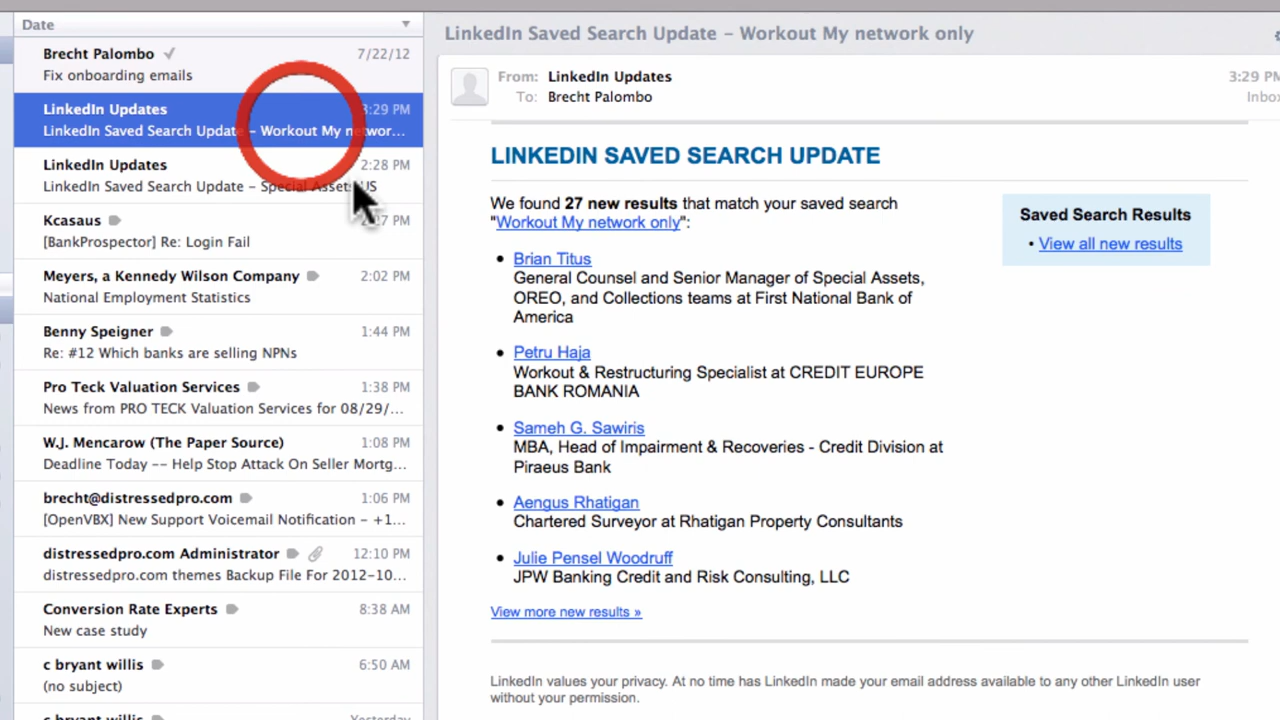 Date
Brecht Palombo 7/22/12
Fix onboarding emails
LinkedIn Updates 3:29 PM
LinkedIn Saved Search Update – Workout My networ...
LinkedIn Updates 2:28 PM
LinkedIn Saved Search Update – Special Assets US
Kcasaus PM
[BankProspector] Re: Login Fail
Meyers, a Kennedy Wilson Company 2:02 PM
National Employment Statistics
Benny Speigner 1:44 PM
Re: #12 Which banks are selling NPNs
Pro Teck Valuation Services 1:38 PM
News from PRO TECK Valuation Services for 08/29/...
W.J. Mencarow (The Paper Source) 1:08 PM
Deadline Today -- Help Stop Attack On Seller Mortg...
brecht@distressedpro.com 1:06 PM
[OpenVBX] New Support Voicemail Notification – +1...
distressedpro.com Administrator 12:10 PM
distressedpro.com themes Backup File For 2012-10...
Conversion Rate Experts 8:38 AM
New case study
c bryant willis 6:50 AM
(no subject)
c bryant willis Yesterday
LinkedIn Saved Search Update – Workout My network only
From: LinkedIn Updates 3:29 PM
To: Brecht Palombo Inbox
LINKEDIN SAVED SEARCH UPDATE
We found 27 new results that match your saved search
"Workout My network only":
Brian Titus
General Counsel and Senior Manager of Special Assets,
OREO, and Collections teams at First National Bank of
America
Petru Haja
Workout & Restructuring Specialist at CREDIT EUROPE
BANK ROMANIA
Sameh G. Sawiris
MBA, Head of Impairment & Recoveries - Credit Division at
Piraeus Bank
Aengus Rhatigan
Chartered Surveyor at Rhatigan Property Consultants
Julie Pensel Woodruff
JPW Banking Credit and Risk Consulting, LLC
View more new results »
Saved Search Results
• View all new results
LinkedIn values your privacy. At no time has LinkedIn made your email address available to any other LinkedIn user
without your permission.